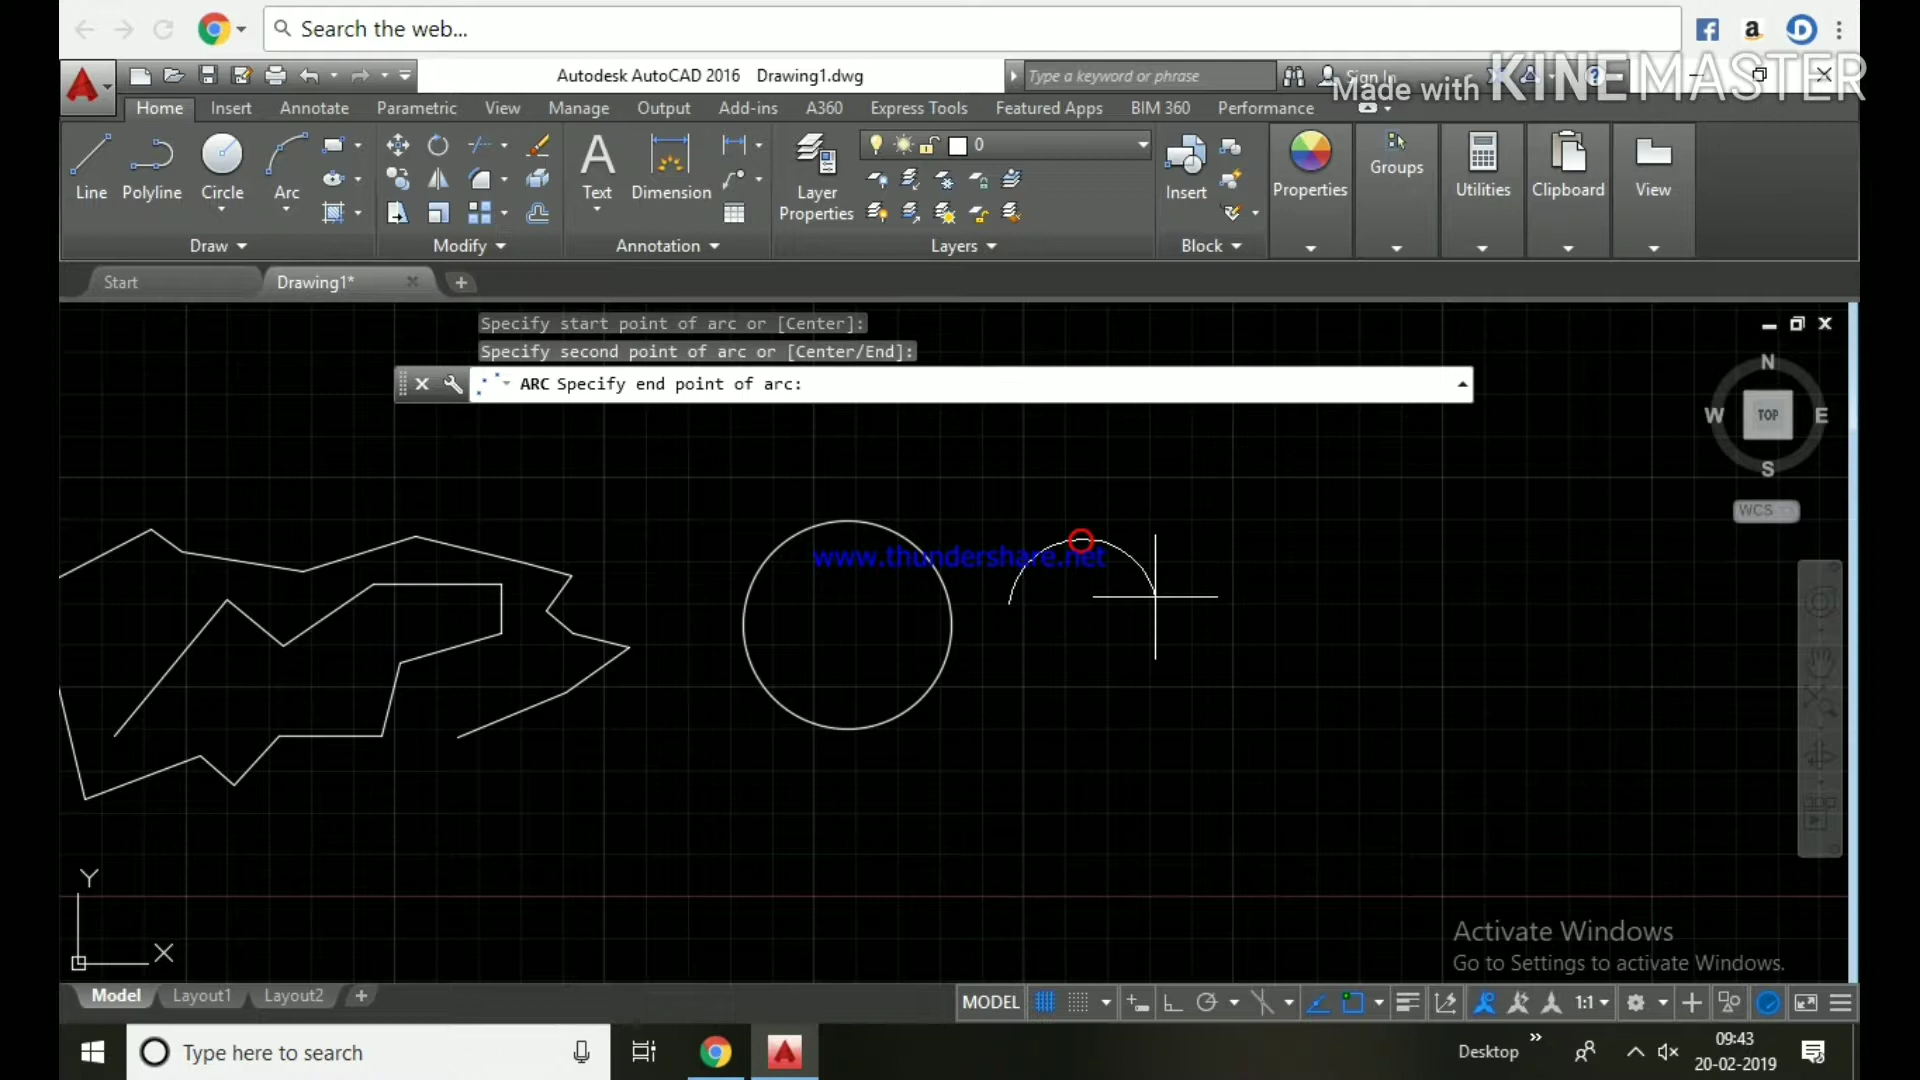 Search the web...
Autodesk AutoCAD 2016 Drawing1.dwg
Type a keyword or phrase
Sign In
Made with KINEMASTER
Home Insert Annotate Parametric View Manage Output Add-ins A360 Express Tools Featured Apps BIM 360 Performance
0
Line Polyline Circle Arc
Text Dimension
Layer Properties
Insert
Properties Groups Utilities Clipboard View
Draw Modify Annotation Layers Block
Start Drawing1*
Specify start point of arc or [Center]:
Specify second point of arc or [Center/End]:
ARC Specify end point of arc:
N
W TOP E
S
WCS
www.thundershare.net
Y
X
Activate Windows
Go to Settings to activate Windows.
Model Layout1 Layout2
MODEL 1:1
Type here to search
Desktop
09:43
20-02-2019